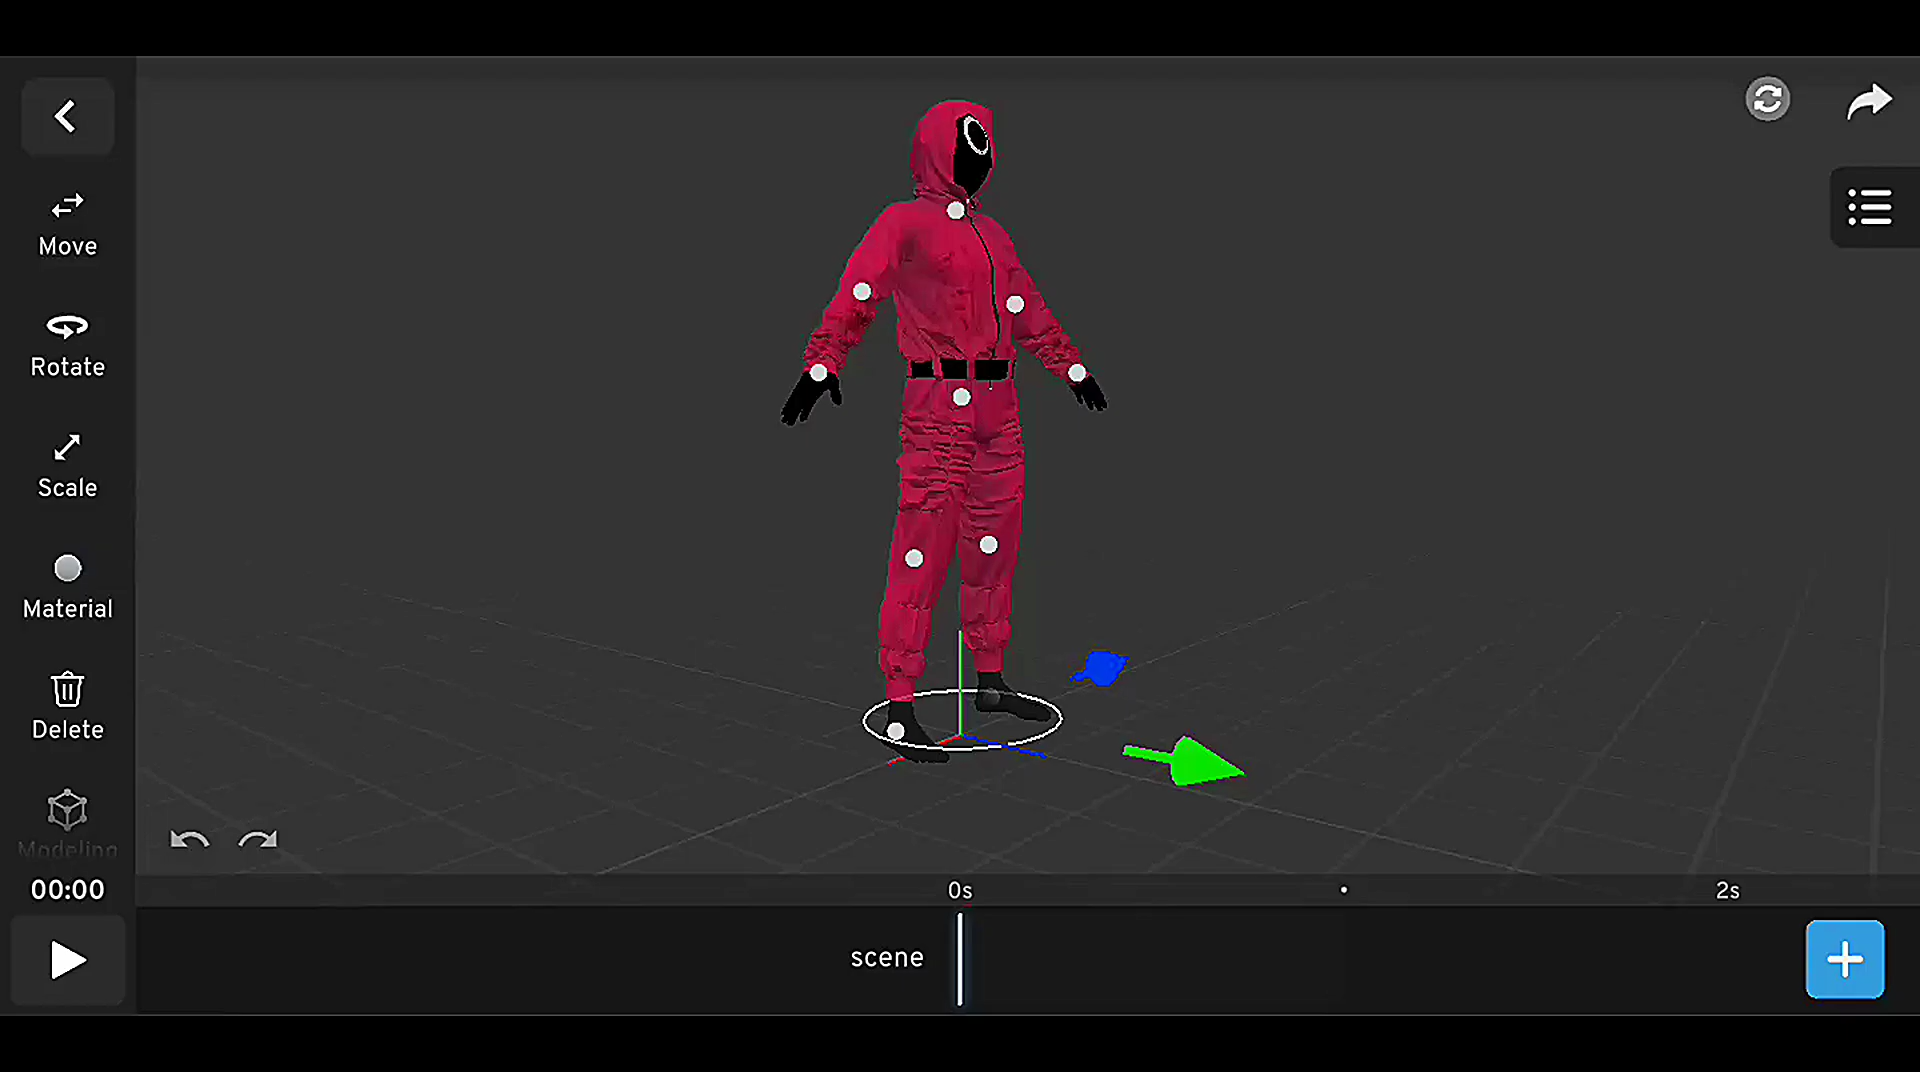 Move
Rotate
Scale
Material
Delete
Modeling
00:00
0s
2s
scene